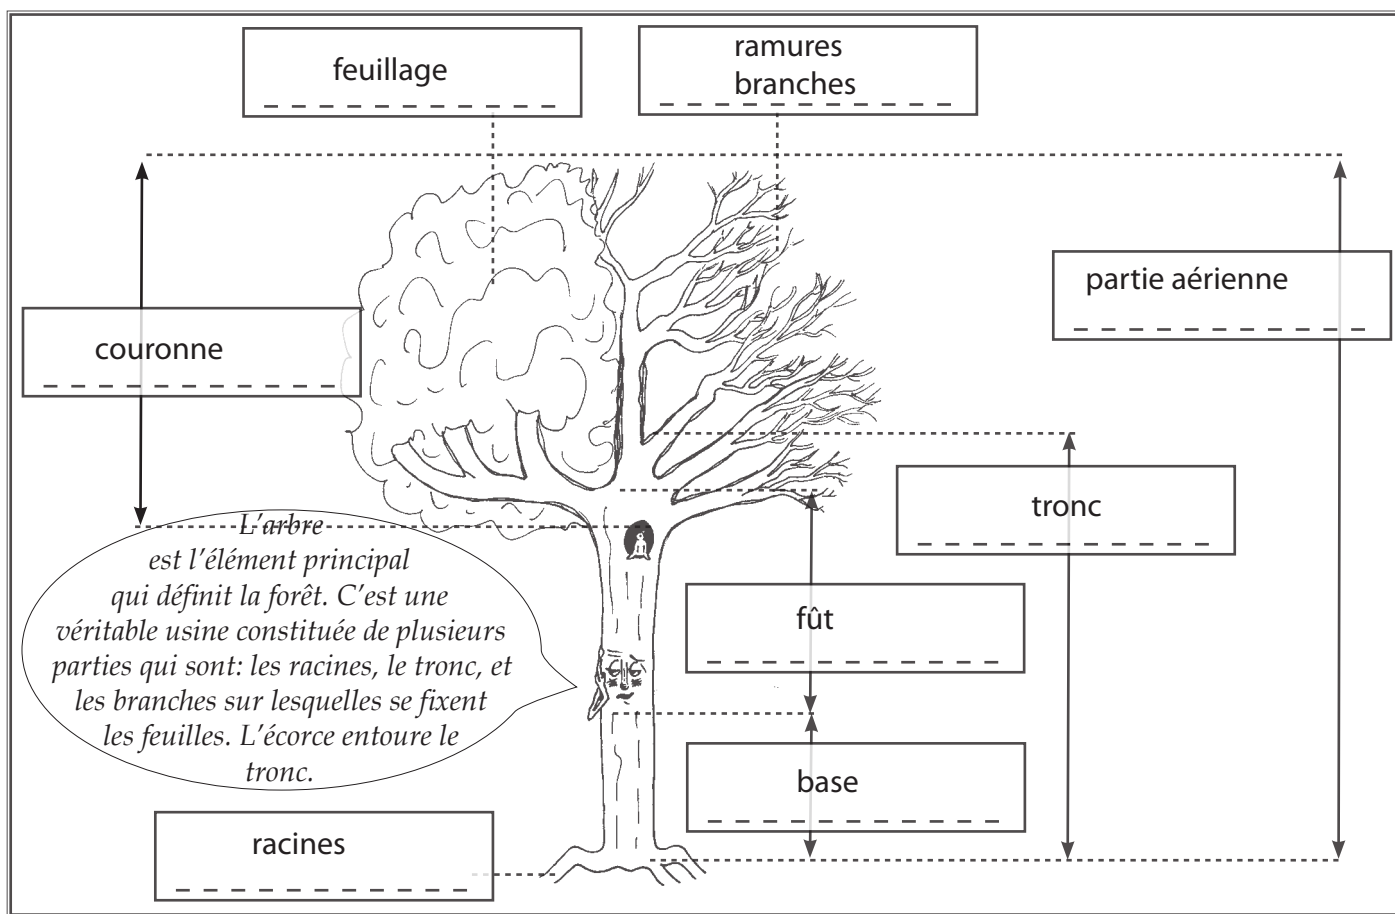 feuillage
ramures
branches
partie aérienne
couronne
tronc
L'arbre
est l'élément principal
qui définit la forêt. C'est une
véritable usine constituée de plusieurs
parties qui sont: les racines, le tronc, et
les branches sur lesquelles se fixent
les feuilles. L'écorce entoure le
tronc.
fût
base
racines